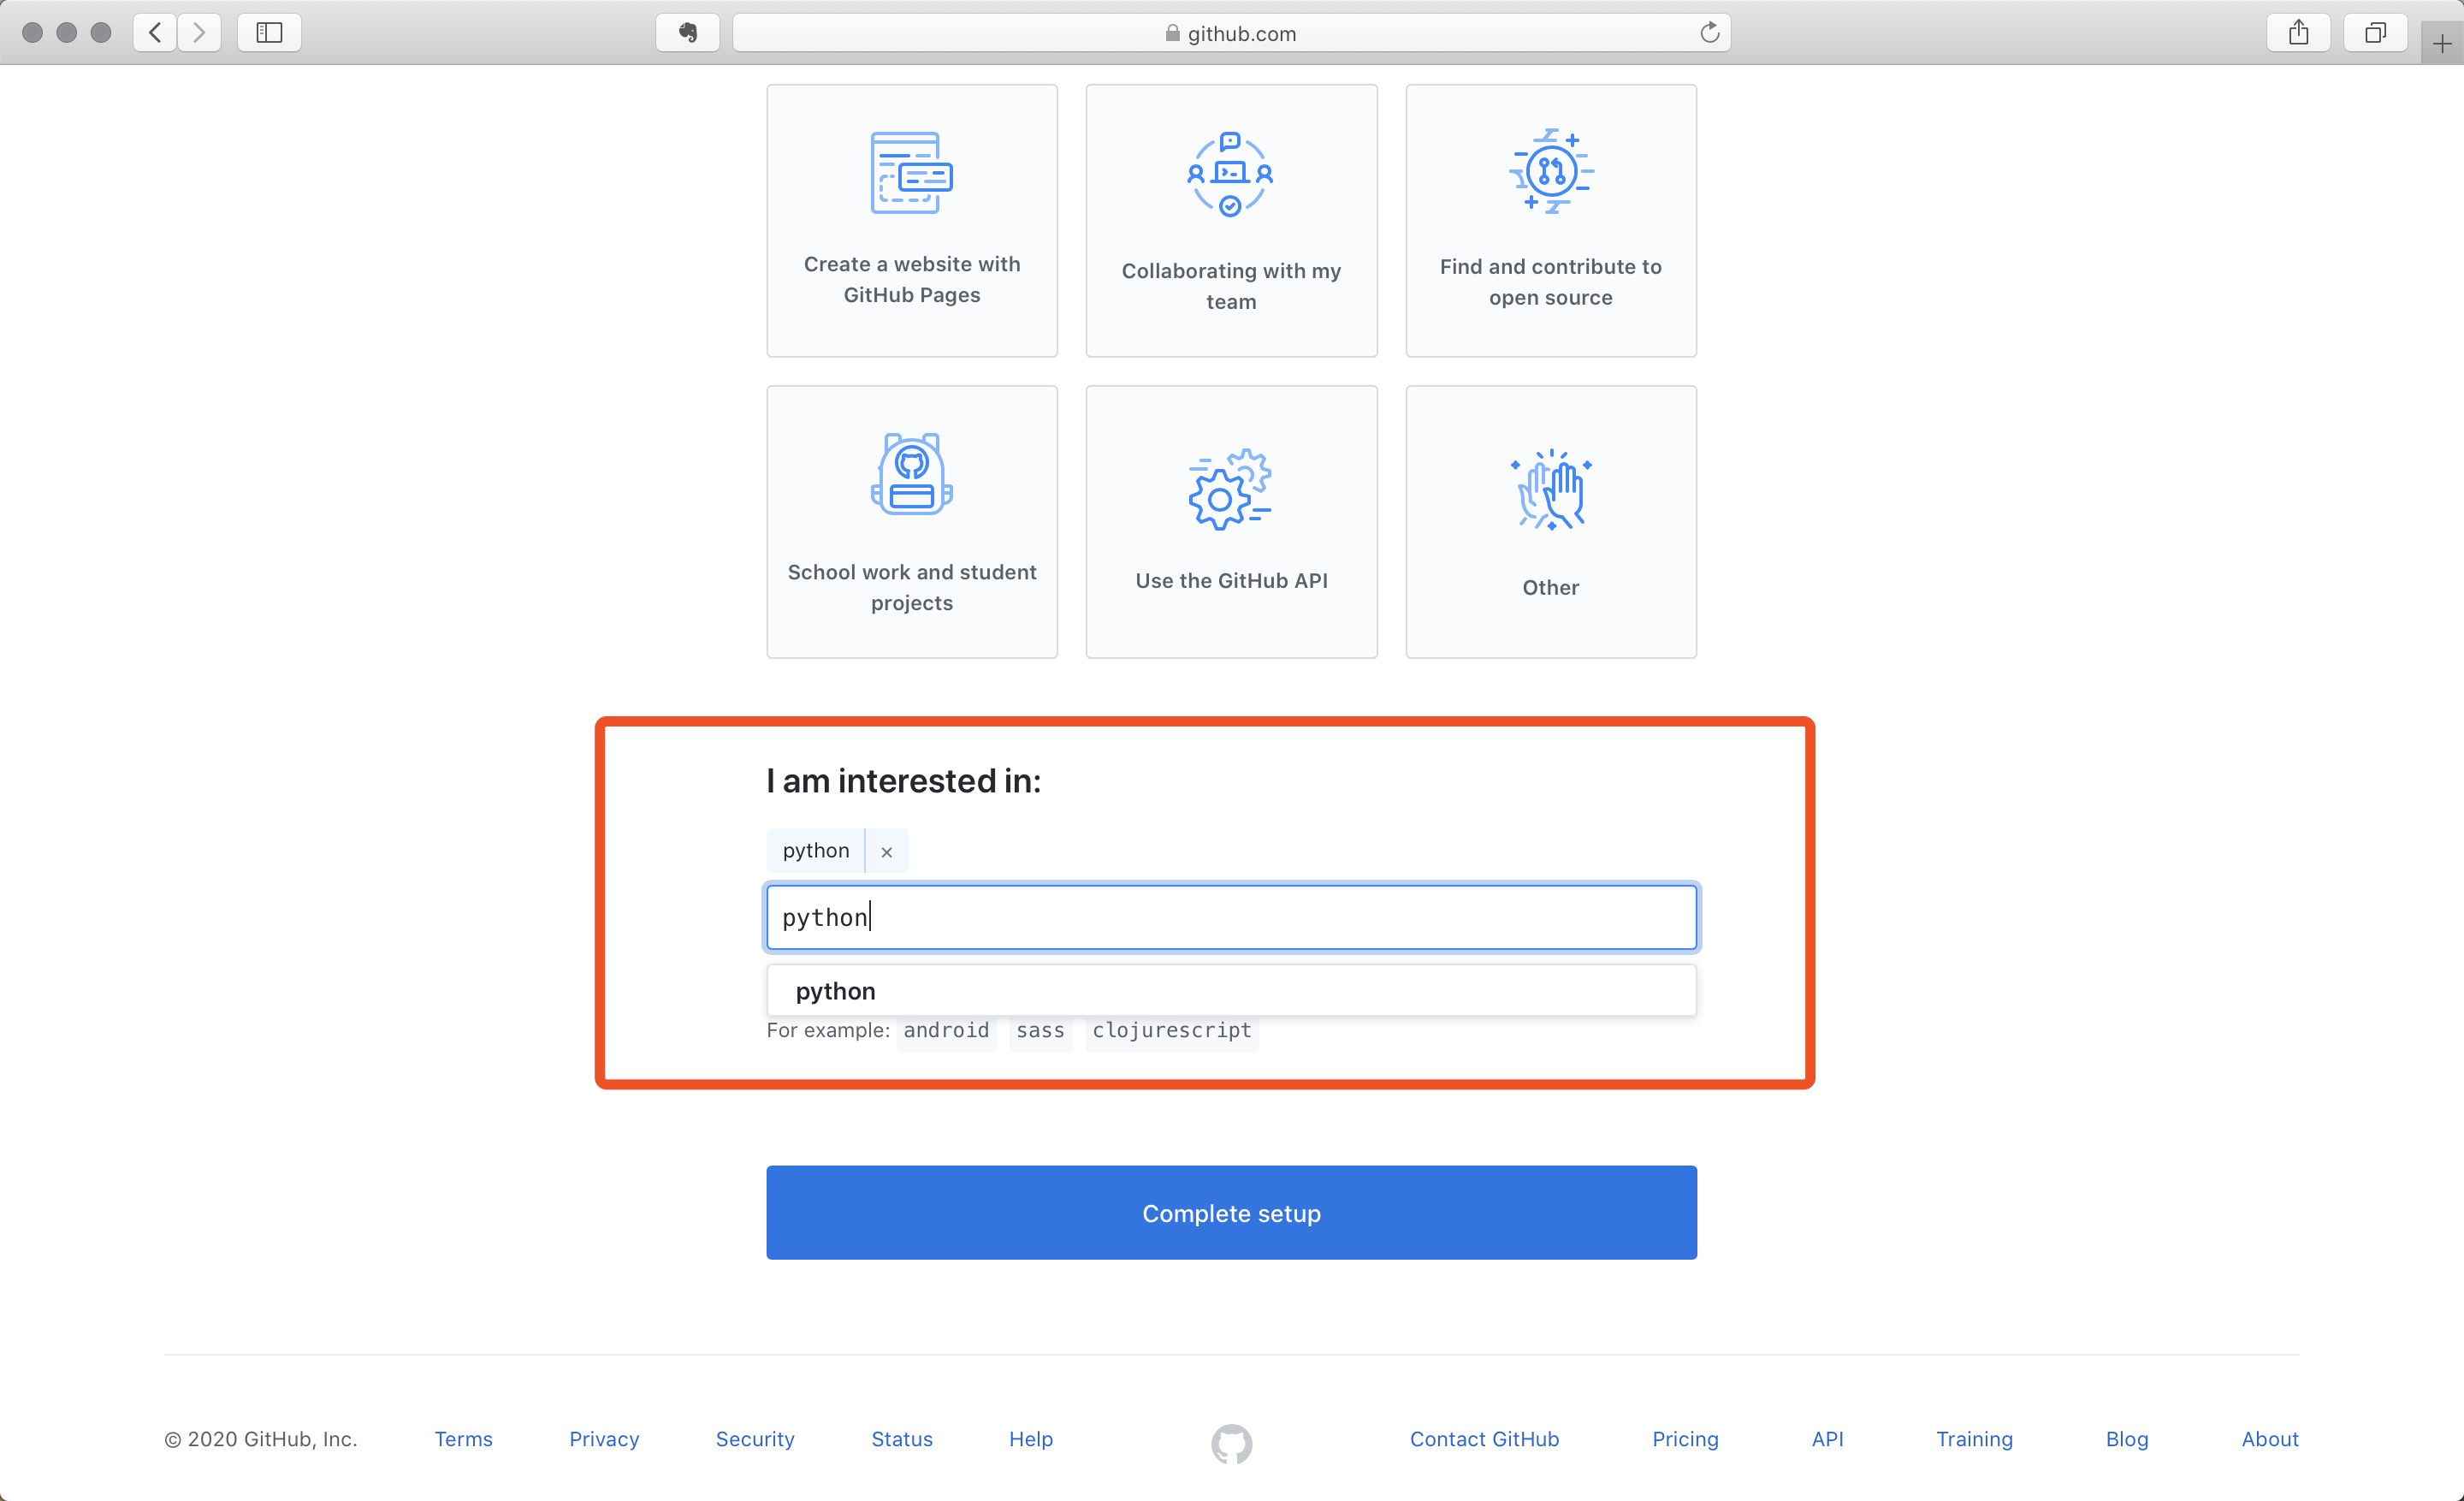 github.com
Create a website with
GitHub Pages
Collaborating with my
team
Find and contribute to
open source
School work and student
projects
Use the GitHub API
Other
I am interested in:
python ×
python
python
For example: android sass clojurescript
Complete setup
© 2020 GitHub, Inc. Terms Privacy Security Status Help Contact GitHub Pricing API Training Blog About